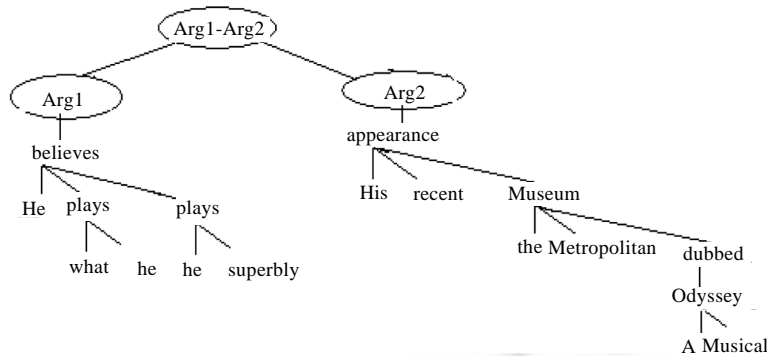 Arg1-Arg2
Arg1 Arg2
believes appearance
He plays plays His recent Museum
what he he superbly the Metropolitan dubbed
Odyssey
A Musical